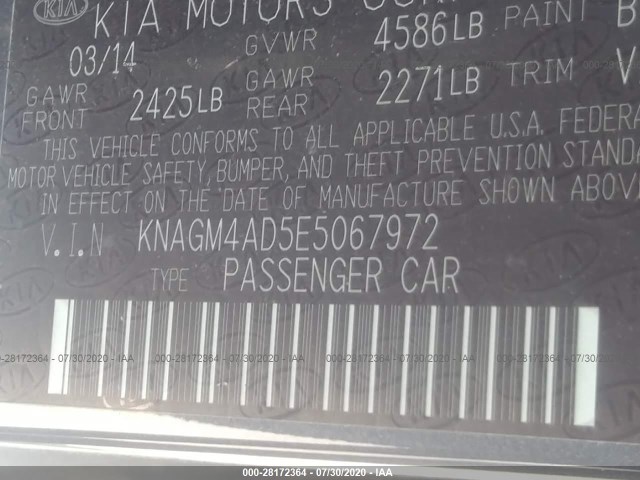 KIA KIA MOTORS
03/14 GVWR 4586LB PAINT B
GAWR FRONT 2425LB GAWR REAR 2271LB TRIM V
THIS VEHICLE CONFORMS TO ALL APPLICABLE U.S.A. FEDERA
MOTOR VEHICLE SAFETY, BUMPER, AND THEFT PREVENTION STANDA
IN EFFECT ON THE DATE OF MANUFACTURE SHOWN ABOV
V.I.N KNAGM4AD5E5067972
TYPE PASSENGER CAR
000-28172364 - 07/30/2020 - IAA